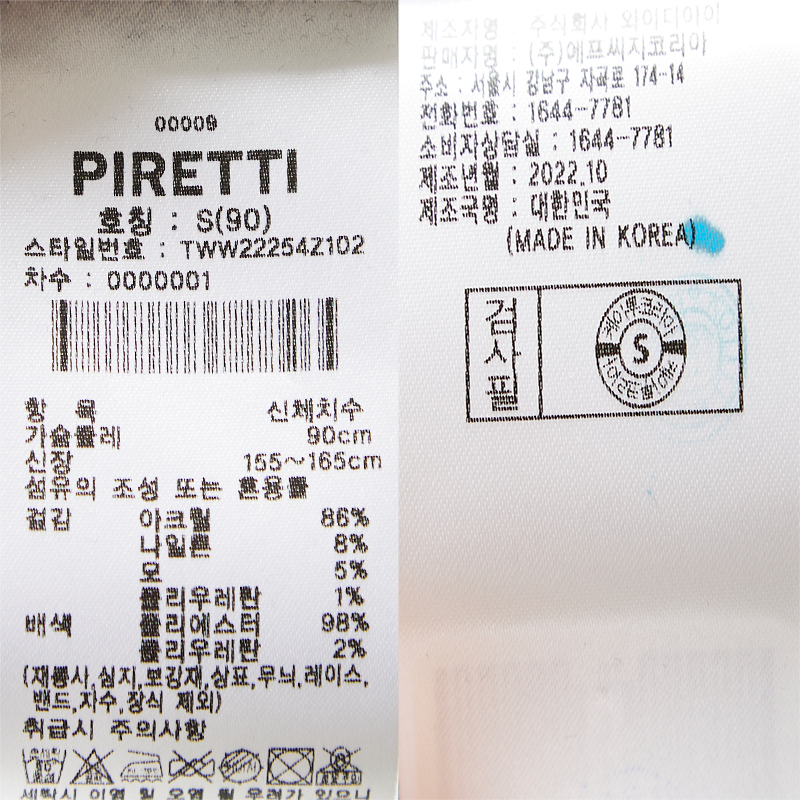 00009
PIRETTI
호칭 : S(90)
스타일번호 : TWW22254Z102
차수 : 0000001
항 목 신체치수
가슴둘레 90cm
신장 155~165cm
섬유의 조성 또는 혼용률
겉감 아크릴 86%
나일론 8%
모 5%
폴리우레탄 1%
배색 폴리에스터 98%
폴리우레탄 2%
(재봉사,심지,보강재,상표,무늬,레이스,
밴드,자수,장식 제외)
취급시 주의사항
제조자명 주식회사 와이디아이
판매자명 : (주)에프씨지코리아
주소 : 서울시 강남구 자곡로 174-14
전화번호 : 1644-7781
소비자상담실 : 1644-7781
제조년월 : 2022.10
제조국명 : 대한민국
(MADE IN KOREA)
검사필
S